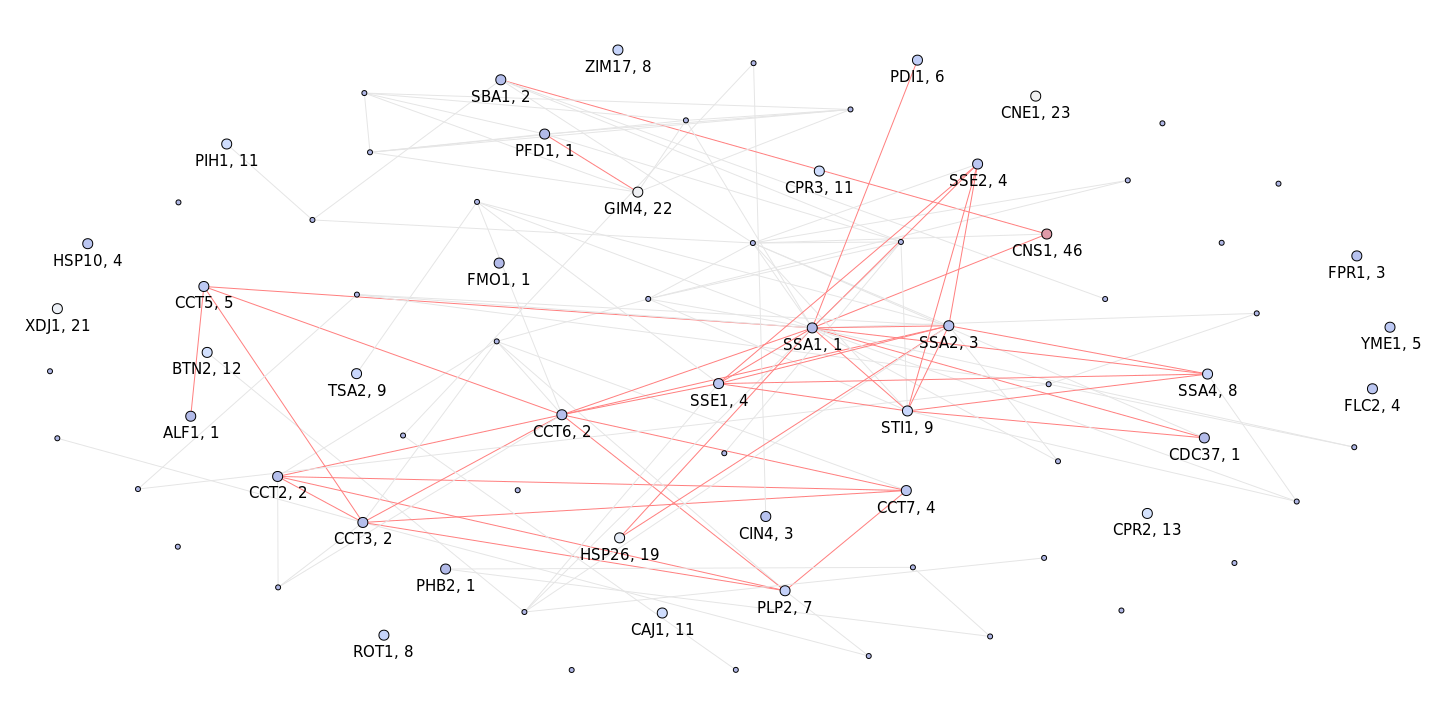 ZIM17, 8
PDI1, 6
SBA1, 2
CNE1, 23
PFD1, 1
PIH1, 11
CPR3, 11
SSE2, 4
GIM4, 22
CNS1, 46
HSP10, 4
FMO1, 1
FPR1, 3
CCT5, 5
XDJ1, 21
SSA1, 1
SSA2, 3
YME1, 5
BTN2, 12
TSA2, 9
SSE1, 4
SSA4, 8
FLC2, 4
ALF1, 1
CCT6, 2
STI1, 9
CDC37, 1
CCT2, 2
CCT7, 4
CCT3, 2
CIN4, 3
CPR2, 13
HSP26, 19
PHB2, 1
PLP2, 7
CAJ1, 11
ROT1, 8